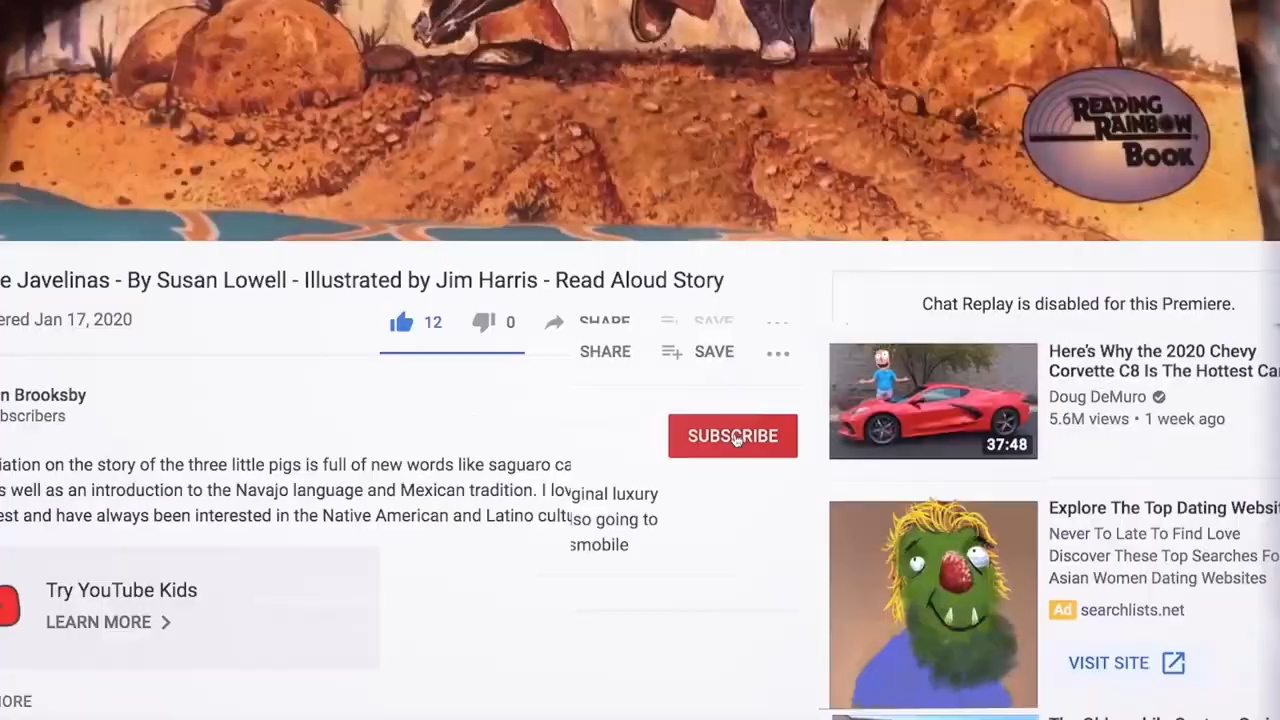 READING
RAINBOW
BOOK
e Javelinas - By Susan Lowell - Illustrated by Jim Harris - Read Aloud Story
ered Jan 17, 2020
12
0
SHARE
SAVE
SHARE
SAVE
n Brooksby
bscribers
SUBSCRIBE
iation on the story of the three little pigs is full of new words like saguaro ca
s well as an introduction to the Navajo language and Mexican tradition. I lov
est and have always been interested in the Native American and Latino cultu
ginal luxury
so going to
smobile
Try YouTube Kids
LEARN MORE
ORE
Chat Replay is disabled for this Premiere.
Here's Why the 2020 Chevy
Corvette C8 Is The Hottest Ca
Doug DeMuro
5.6M views • 1 week ago
37:48
Explore The Top Dating Websi
Never To Late To Find Love
Discover These Top Searches Fo
Asian Women Dating Websites
Ad searchlists.net
VISIT SITE